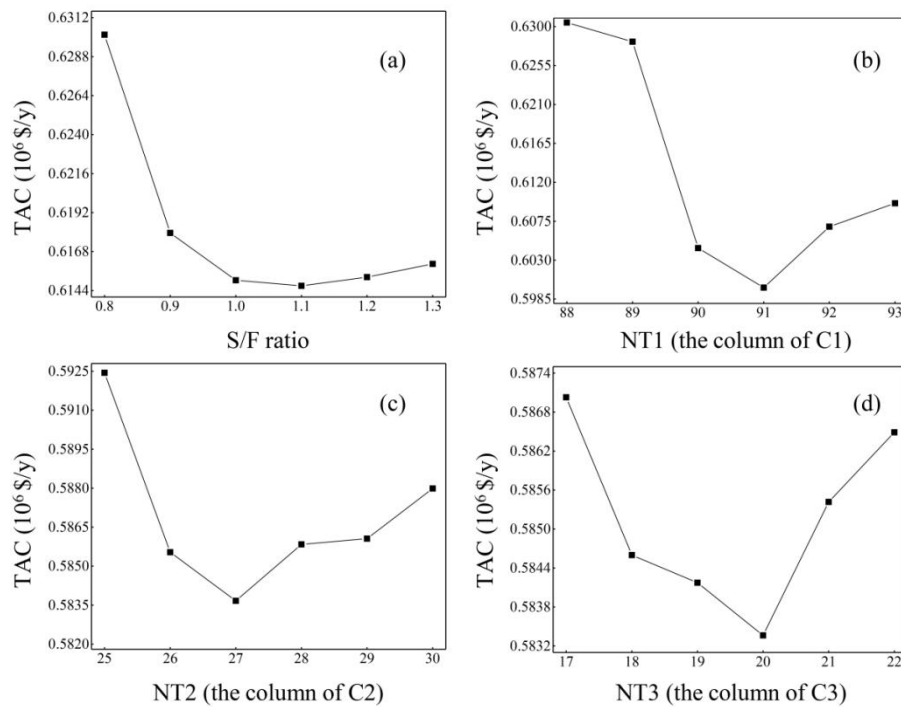 (a)
TAC (10⁶ $/y)
0.6312
0.6288
0.6264
0.6240
0.6216
0.6192
0.6168
0.6144
0.8 0.9 1.0 1.1 1.2 1.3
S/F ratio
(b)
TAC (10⁶ $/y)
0.6300
0.6255
0.6210
0.6165
0.6120
0.6075
0.6030
0.5985
88 89 90 91 92 93
NT1 (the column of C1)
(c)
TAC (10⁶ $/y)
0.5925
0.5910
0.5895
0.5880
0.5865
0.5850
0.5835
0.5820
25 26 27 28 29 30
NT2 (the column of C2)
(d)
TAC (10⁶ $/y)
0.5874
0.5868
0.5862
0.5856
0.5850
0.5844
0.5838
0.5832
17 18 19 20 21 22
NT3 (the column of C3)